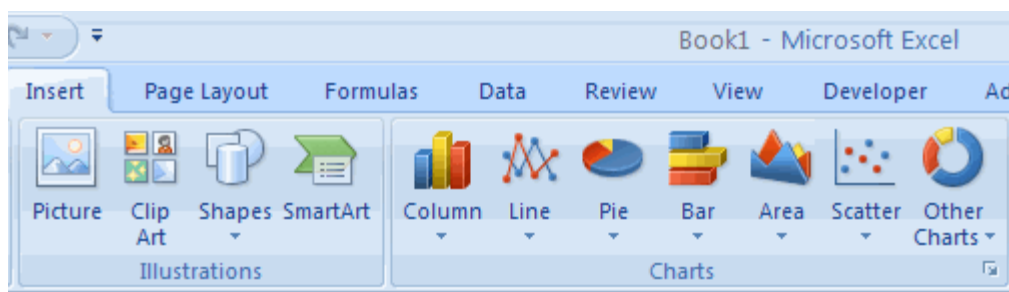 Book1 - Microsoft Excel
Insert Page Layout Formulas Data Review View Developer
Picture Clip Art Shapes SmartArt Column Line Pie Bar Area Scatter Other Charts
Illustrations Charts